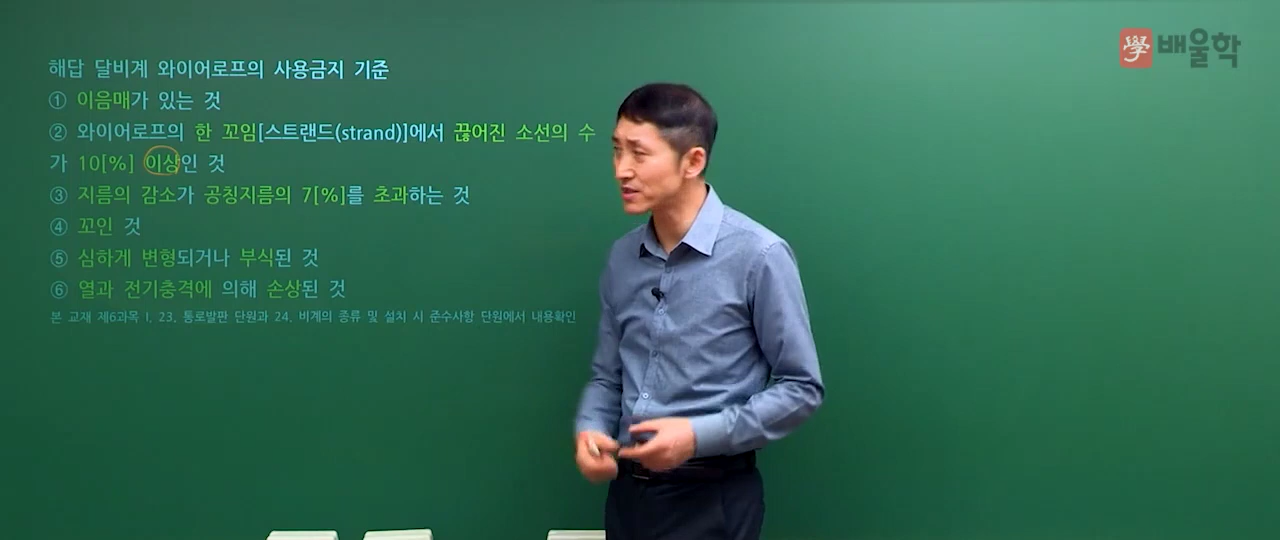 學 배울학
해답 달비계 와이어로프의 사용금지 기준
① 이음매가 있는 것
② 와이어로프의 한 꼬임[스트랜드(strand)]에서 끊어진 소선의 수
가 10[%] 이상인 것
③ 지름의 감소가 공칭지름의 7[%]를 초과하는 것
④ 꼬인 것
⑤ 심하게 변형되거나 부식된 것
⑥ 열과 전기충격에 의해 손상된 것
본 교재 제6과목 I, 23. 통로발판 단원과 24. 비계의 종류 및 설치 시 준수사항 단원에서 내용확인